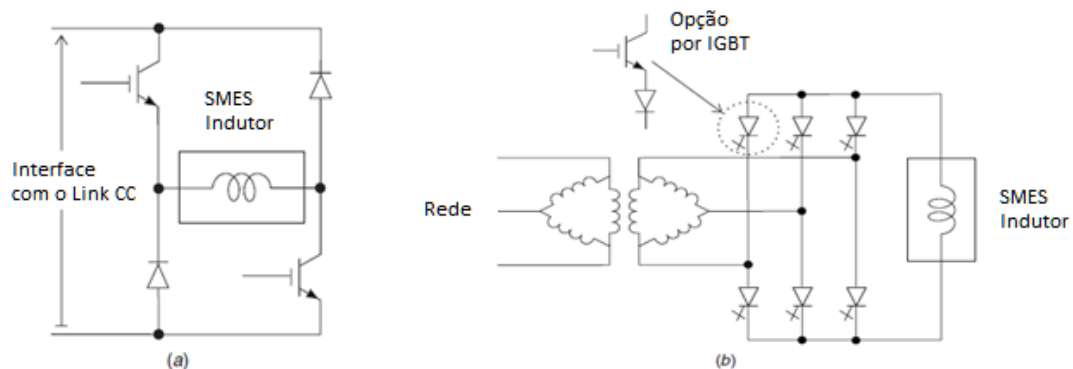 SMES
Indutor
Interface
com o Link CC
(a)
Opção
por IGBT
Rede
SMES
Indutor
(b)